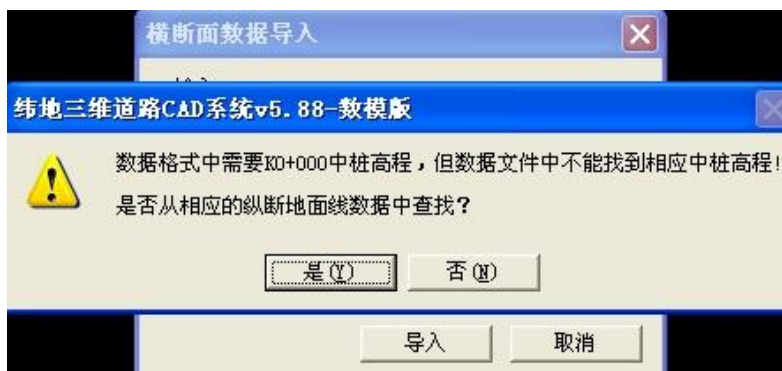 横断面数据导入
纬地三维道路CAD系统v5.88-数模版
数据格式中需要K0+000中桩高程，但数据文件中不能找到相应中桩高程!
是否从相应的纵断地面线数据中查找?
是(Y)
否(N)
导入
取消